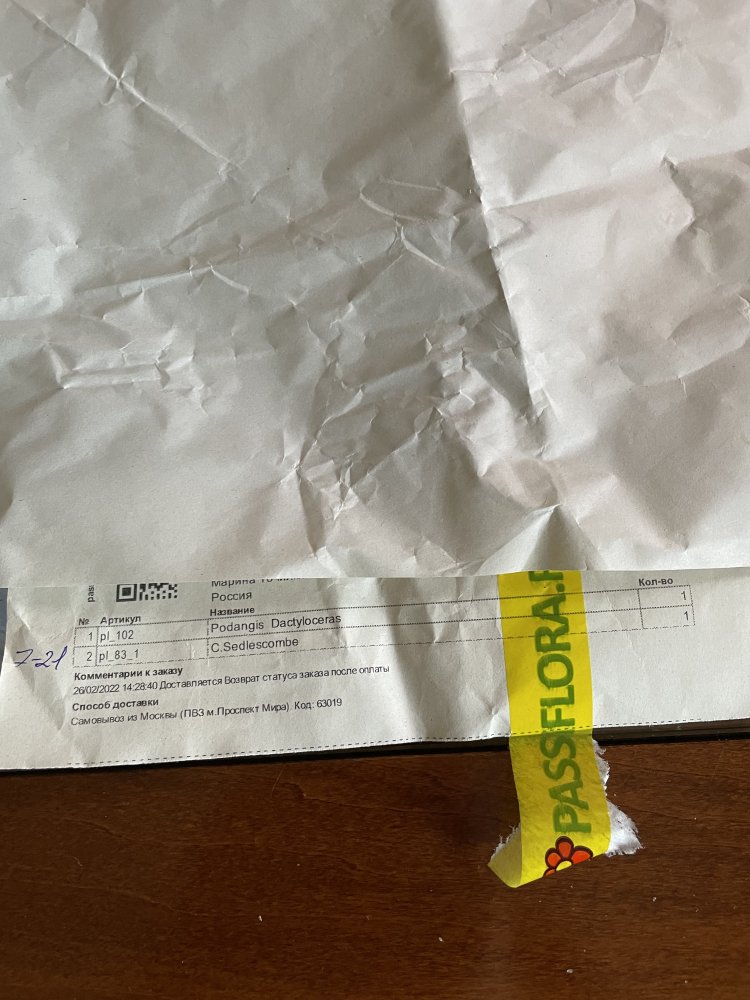 pas
Марина
Россия
№ Артикул Название Кол-во
1 pl_102 Podangis Dactyloceras 1
2 pl_83_1 C.Sedlescombe 1
7-21
Комментарии к заказу
26/02/2022 14:28:40 Доставляется Возврат статуса заказа после оплаты
Способ доставки
Самовывоз из Москвы (ПВЗ м.Проспект Мира). Код: 63019
PASSIFLORA.